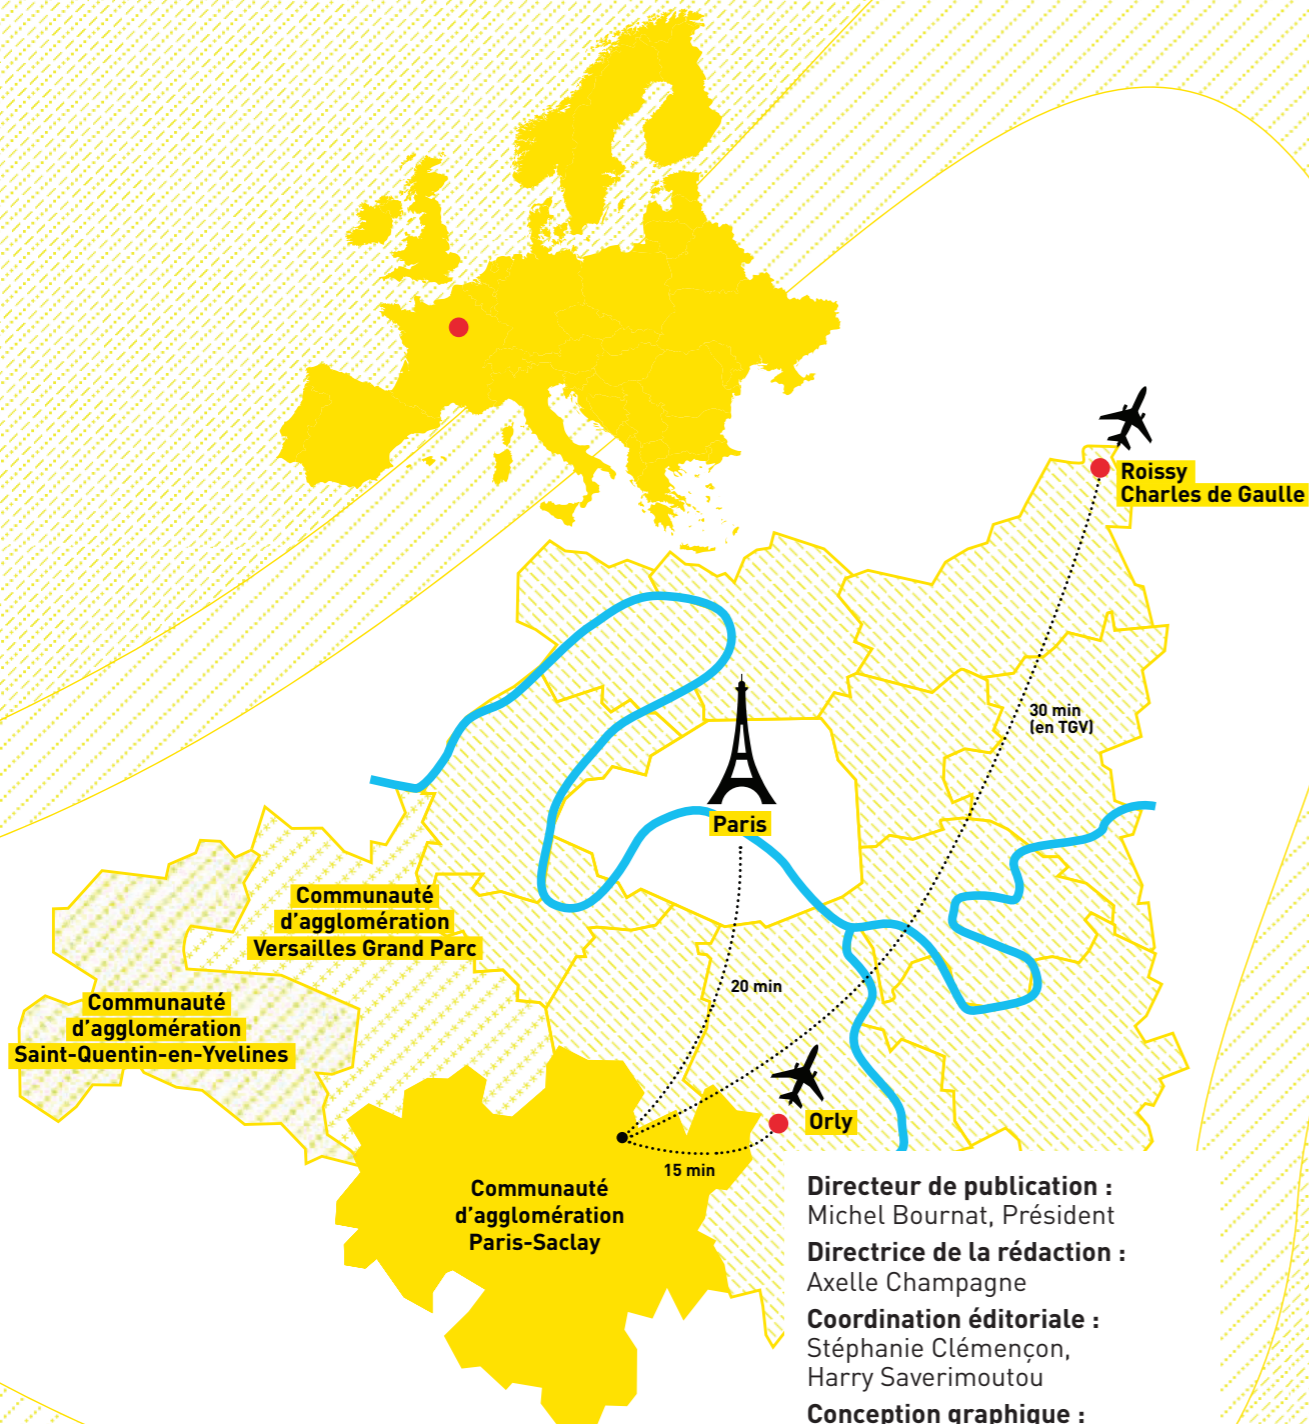 Roissy
Charles de Gaulle
30 min
(en TGV)
Paris
Communauté
d'agglomération
Versailles Grand Parc
20 min
Communauté
d'agglomération
Saint-Quentin-en-Yvelines
Orly
15 min
Communauté
d'agglomération
Paris-Saclay
Directeur de publication :
Michel Bournat, Président
Directrice de la rédaction :
Axelle Champagne
Coordination éditoriale :
Stéphanie Clémençon,
Harry Saverimoutou
Conception graphique :